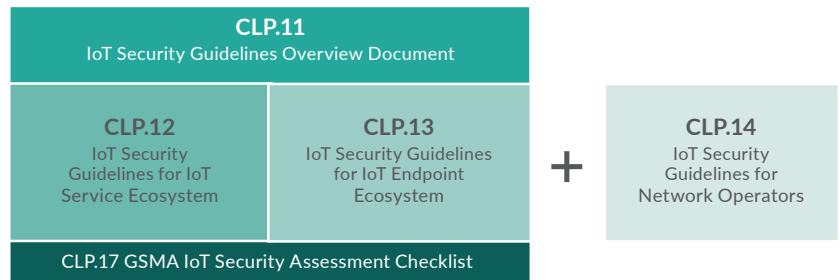 CLP.11
IoT Security Guidelines Overview Document
CLP.12
IoT Security
Guidelines for IoT
Service Ecosystem
CLP.13
IoT Security Guidelines
for IoT Endpoint
Ecosystem
+
CLP.14
IoT Security
Guidelines for
Network Operators
CLP.17 GSMA IoT Security Assessment Checklist